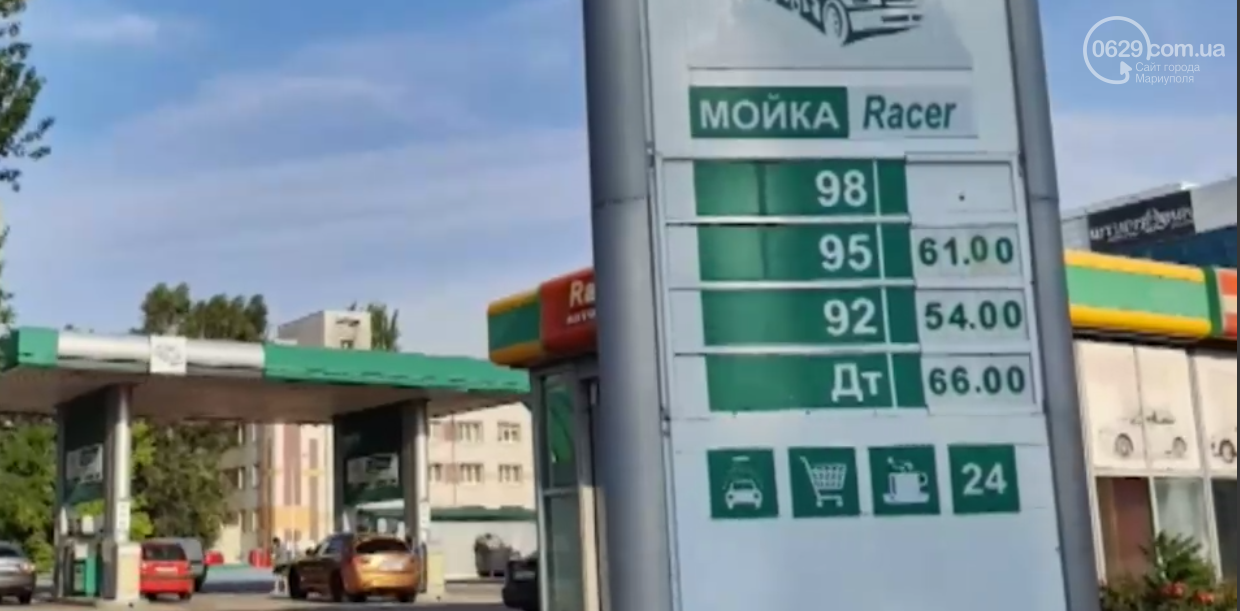 0629.com.ua
Сайт города
Мариуполя
МОЙКА Racer
98 .
95 61.00
92 54.00
Дт 66.00
24
Ra